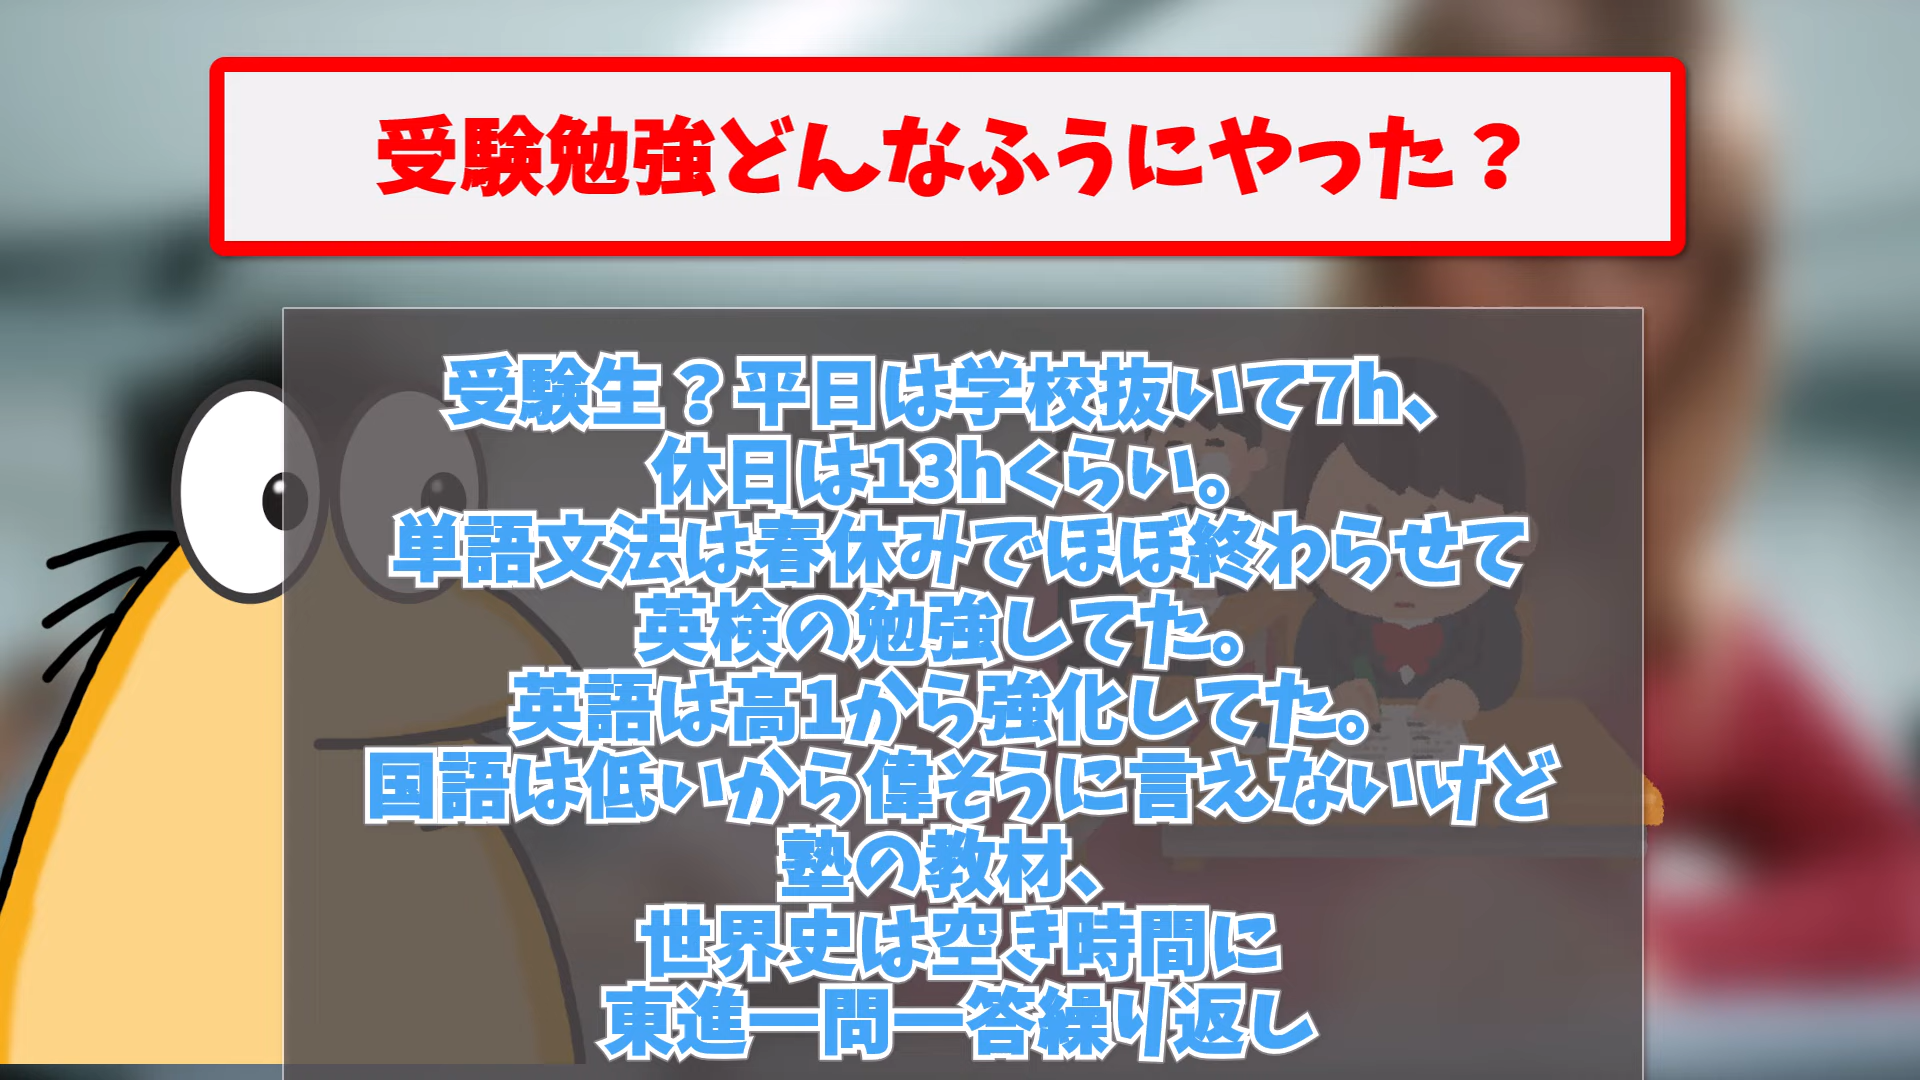 受験勉強どんなふうにやった？
受験生？平日は学校抜いて7h、
休日は13hくらい。
単語文法は春休みでほぼ終わらせて
英検の勉強してた。
英語は高1から強化してた。
国語は低いから偉そうに言えないけど
塾の教材、
世界史は空き時間に
東進一問一答繰り返し